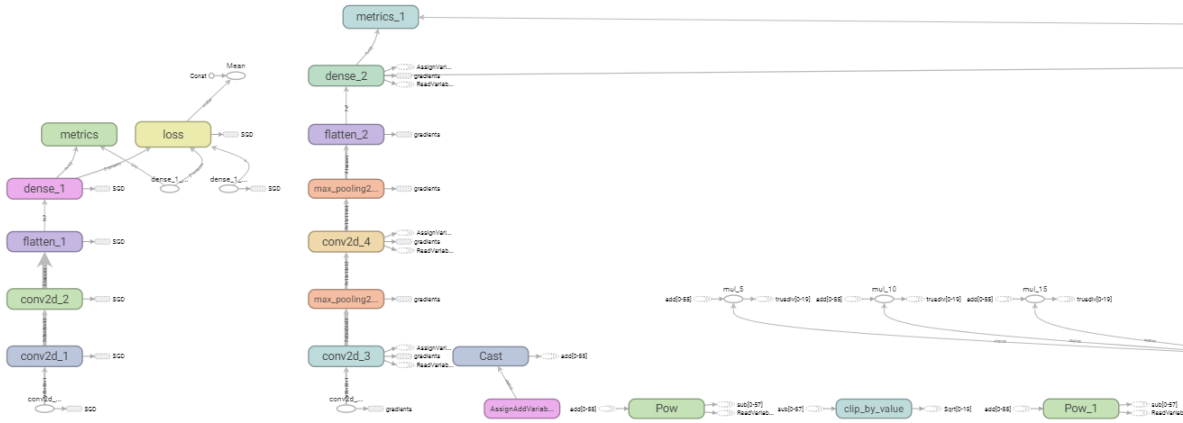 metrics_1
Mean
Const
dense_2
AssignVari...
gradients
ReadVariab...
metrics
loss
SGD
flatten_2
gradients
dense_1
SGD
dense_1_...
dense_1_...
SGD
max_pooling2...
gradients
flatten_1
SGD
conv2d_4
AssignVari...
gradients
ReadVariab...
conv2d_2
SGD
max_pooling2...
gradients
mul_5
mul_10
mul_15
add[0-55]
truediv[0-19]
add[0-55]
truediv[0-19]
add[0-55]
truediv[0-19]
conv2d_1
SGD
conv2d_3
AssignVari...
gradients
ReadVariab...
Cast
add[0-55]
conv2d_...
SGD
conv2d_...
gradients
AssignAddVariab...
add[0-55]
Pow
sub[0-57]
ReadVariab...
sub[0-57]
clip_by_value
Sqrt[0-19]
add[0-55]
Pow_1
sub[0-57]
ReadVariab...